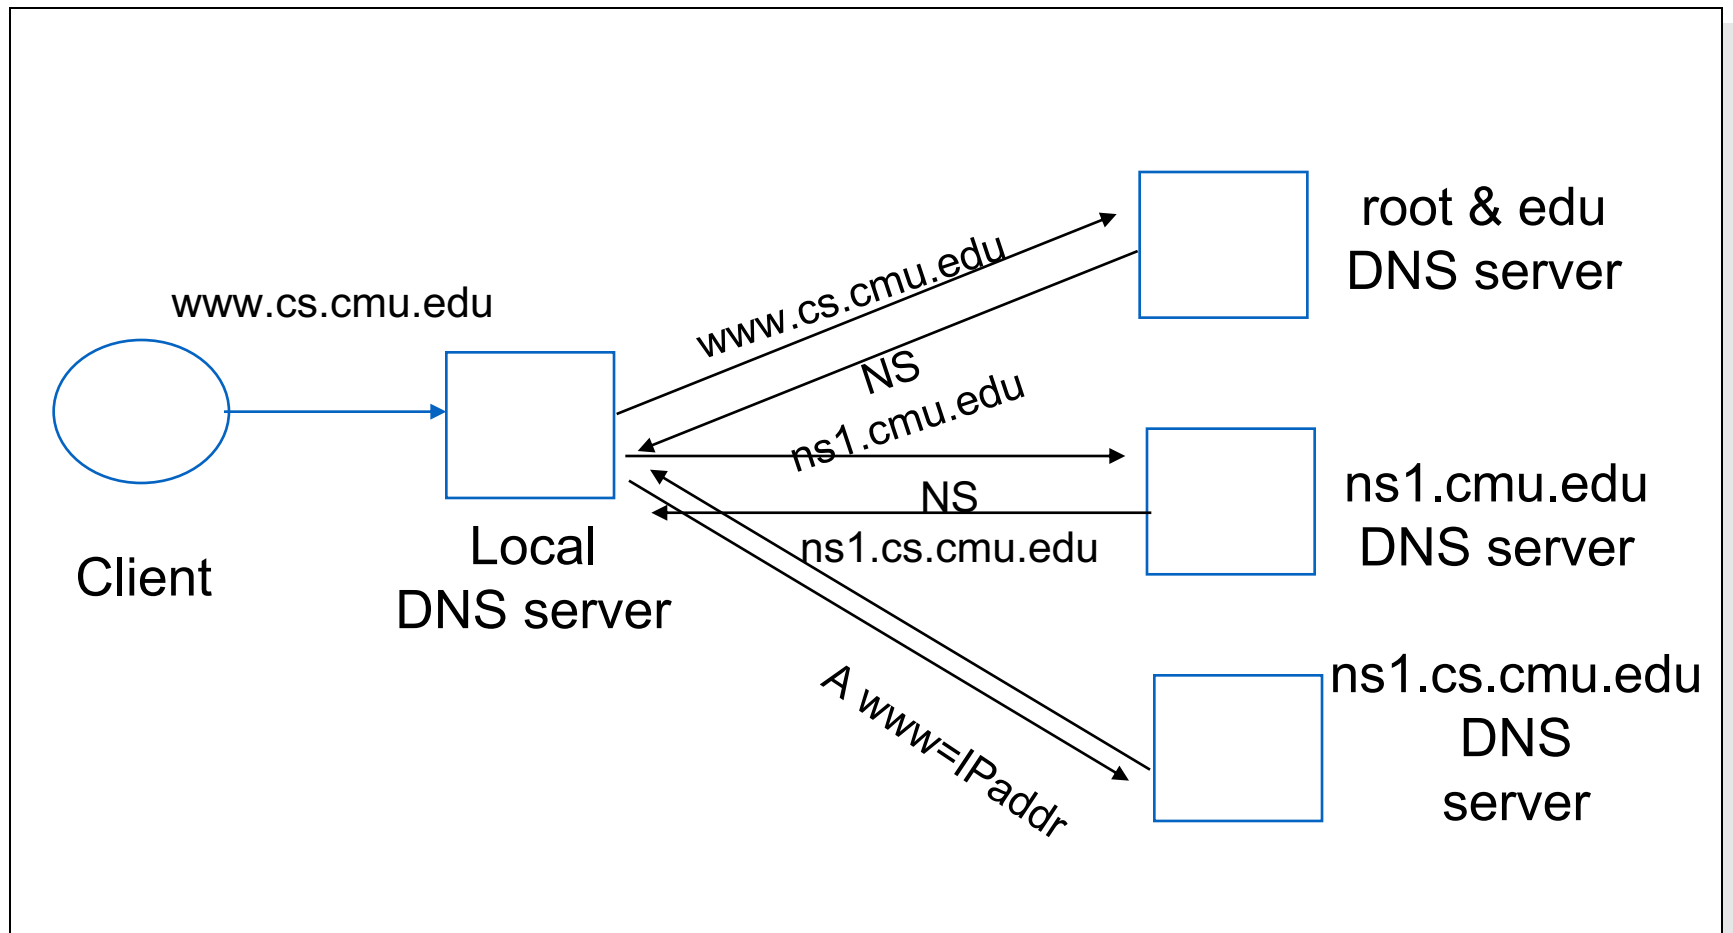 www.cs.cmu.edu
Client
Local
DNS server
www.cs.cmu.edu
NS
ns1.cmu.edu
NS
ns1.cs.cmu.edu
A www=IPaddr
root & edu
DNS server
ns1.cmu.edu
DNS server
ns1.cs.cmu.edu
DNS
server